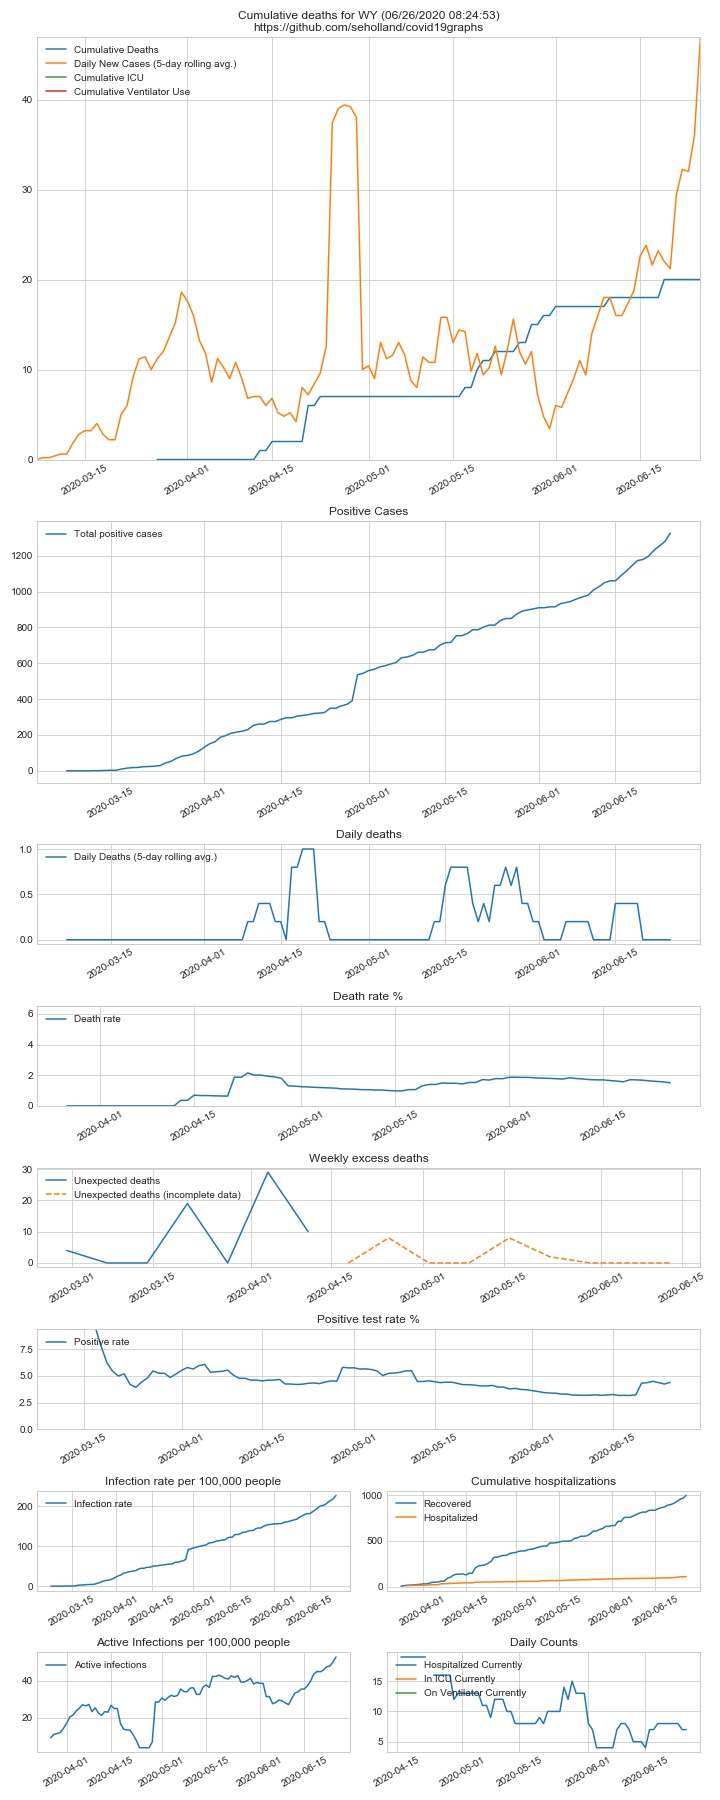 Cumulative deaths for WY (06/26/2020 08:24:53)
https://github.com/seholland/covid19graphs
Cumulative Deaths
Daily New Cases (5-day rolling avg.)
Cumulative ICU
Cumulative Ventilator Use
40
30
20
10
0
2020-03-15 2020-04-01 2020-04-15 2020-05-01 2020-05-15 2020-06-01 2020-06-15
Positive Cases
Total positive cases
1200
1000
800
600
400
200
0
2020-03-15 2020-04-01 2020-04-15 2020-05-01 2020-05-15 2020-06-01 2020-06-15
Daily deaths
1.0
Daily Deaths (5-day rolling avg.)
0.5
0.0
2020-03-15 2020-04-01 2020-04-15 2020-05-01 2020-05-15 2020-06-01 2020-06-15
Death rate %
6
Death rate
4
2
0
2020-04-01 2020-04-15 2020-05-01 2020-05-15 2020-06-01 2020-06-15
Weekly excess deaths
30
Unexpected deaths
Unexpected deaths (incomplete data)
20
10
0
2020-03-01 2020-03-15 2020-04-01 2020-04-15 2020-05-01 2020-05-15 2020-06-01 2020-06-15
Positive test rate %
Positive rate
7.5
5.0
2.5
0.0
2020-03-15 2020-04-01 2020-04-15 2020-05-01 2020-05-15 2020-06-01 2020-06-15
Infection rate per 100,000 people
Infection rate
200
100
0
2020-03-15 2020-04-01 2020-04-15 2020-05-01 2020-05-15 2020-06-01 2020-06-15
Cumulative hospitalizations
1000
Recovered
Hospitalized
500
0
2020-04-01 2020-04-15 2020-05-01 2020-05-15 2020-06-01 2020-06-15
Active Infections per 100,000 people
Active infections
40
20
2020-04-01 2020-04-15 2020-05-01 2020-05-15 2020-06-01 2020-06-15
Daily Counts
Hospitalized Currently
In ICU Currently
On Ventilator Currently
15
10
5
2020-04-15 2020-05-01 2020-05-15 2020-06-01 2020-06-15